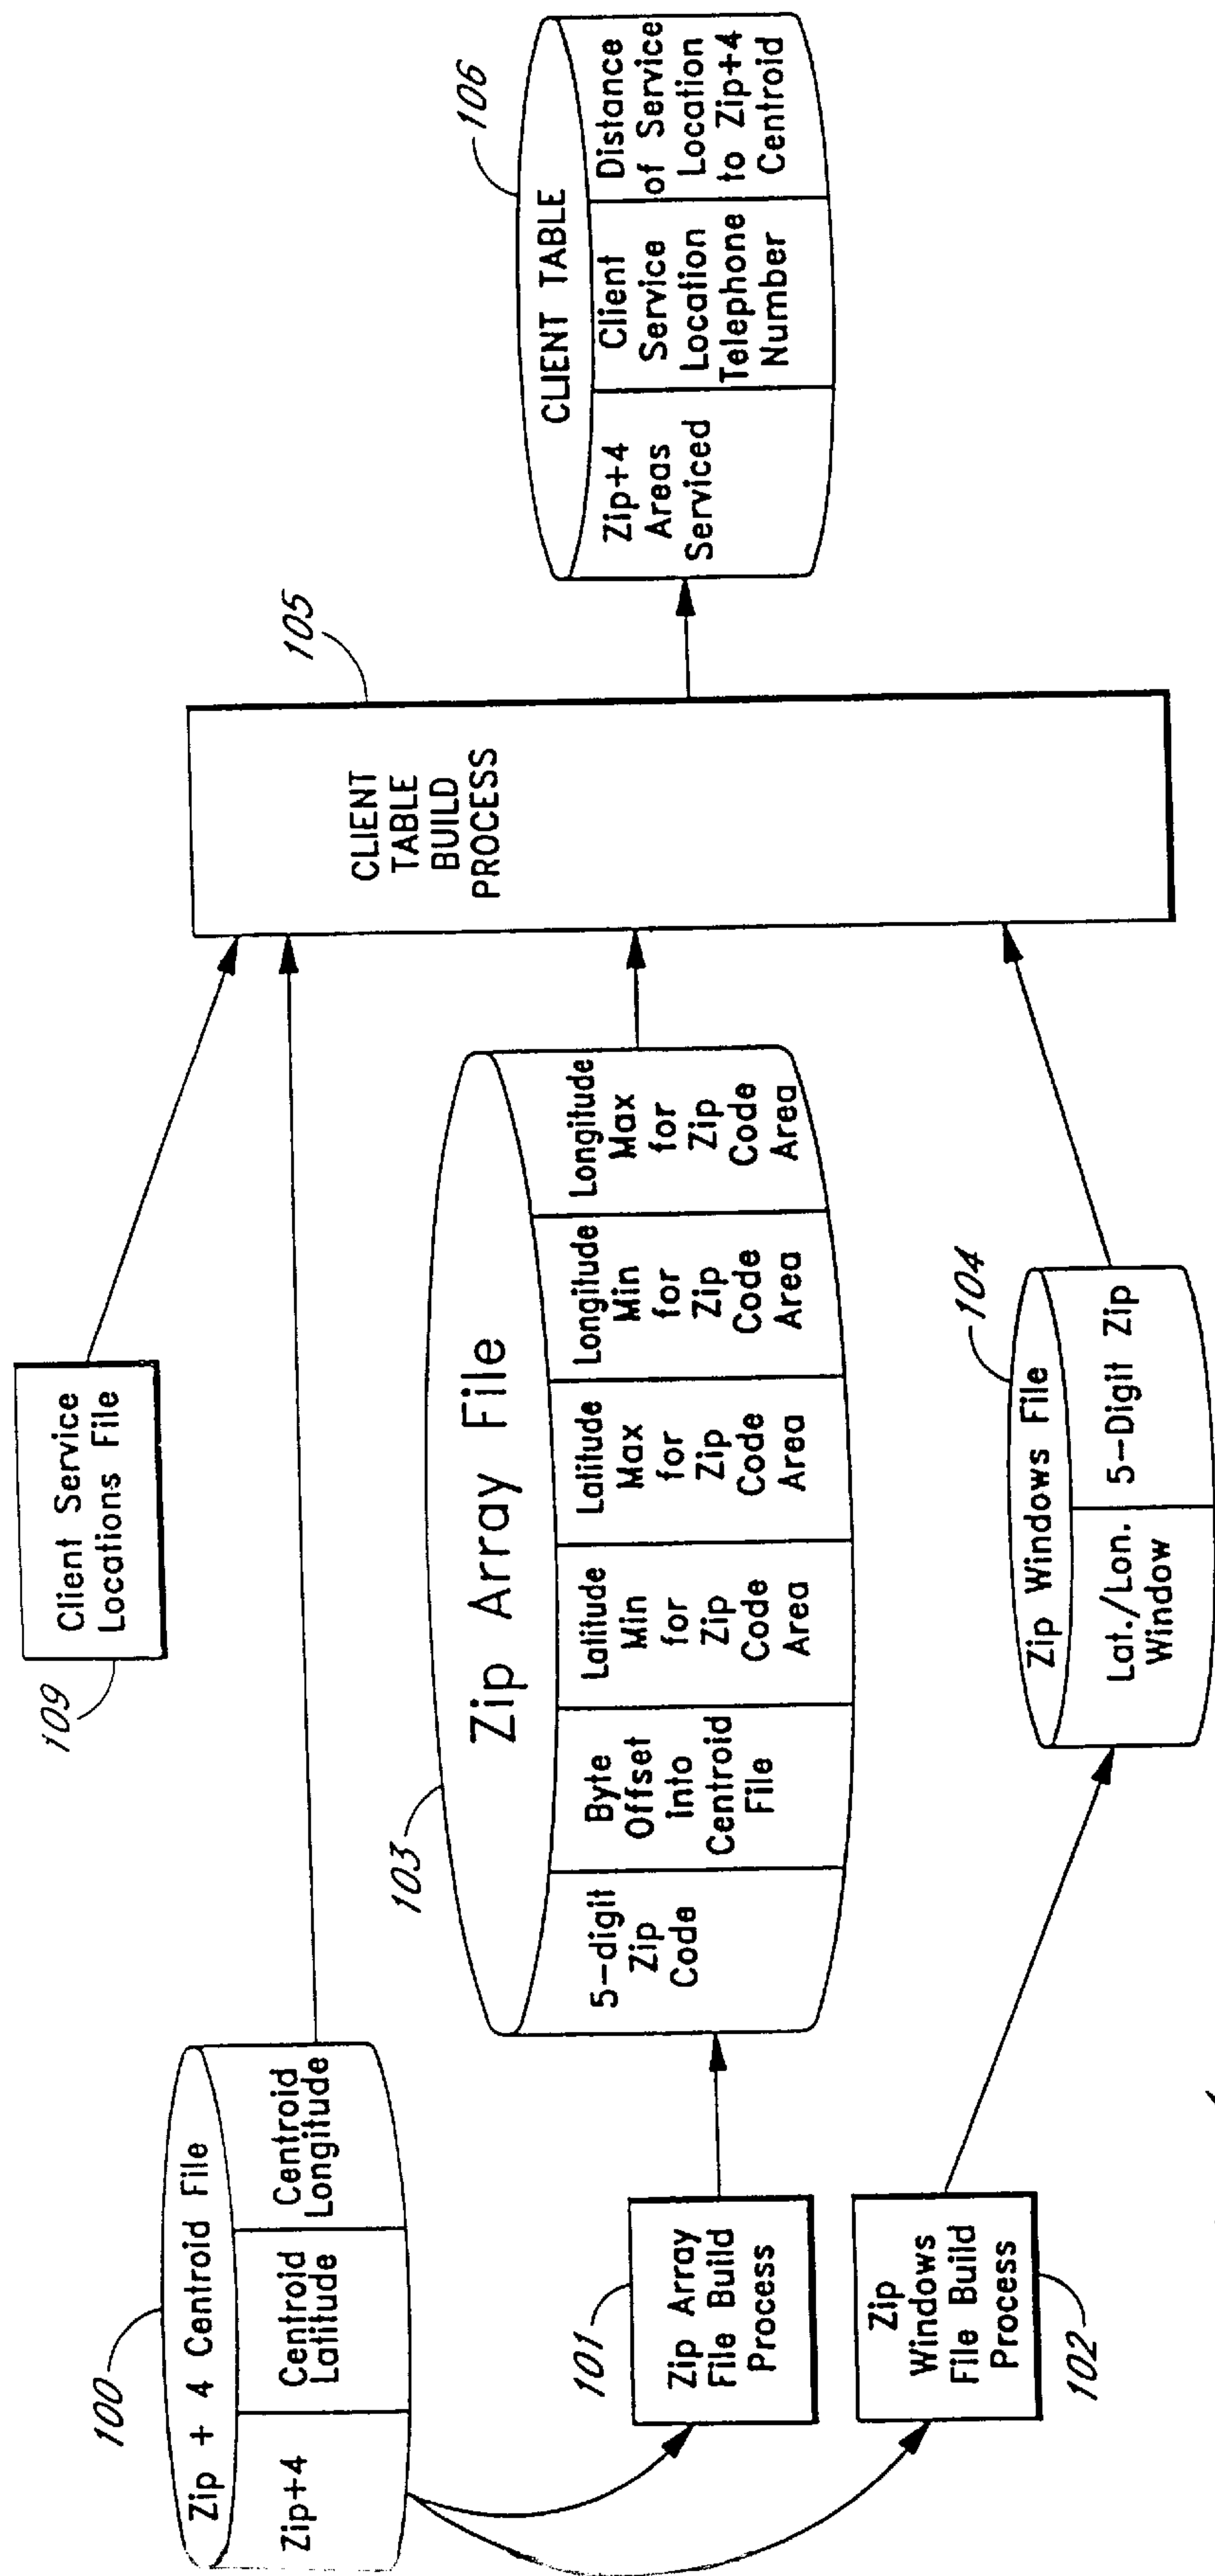 109
Client Service
Locations File
100
Zip + 4 Centroid File
Zip+4
Centroid
Latitude
Centroid
Longitude
101
Zip Array
File Build
Process
102
Zip
Windows
File Build
Process
103
Zip Array File
5-digit
Zip
Code
Byte
Offset
into
Centroid
File
Latitude
Min
for
Zip
Code
Area
Latitude
Max
for
Zip
Code
Area
Longitude
Min
for
Zip
Code
Area
Longitude
Max
for
Zip
Code
Area
104
Zip Windows File
Lat./Lon.
Window
5-Digit Zip
105
CLIENT
TABLE
BUILD
PROCESS
106
CLIENT TABLE
Zip+4
Areas
Serviced
Client
Service
Location
Telephone
Number
Distance
of Service
Location
to Zip+4
Centroid